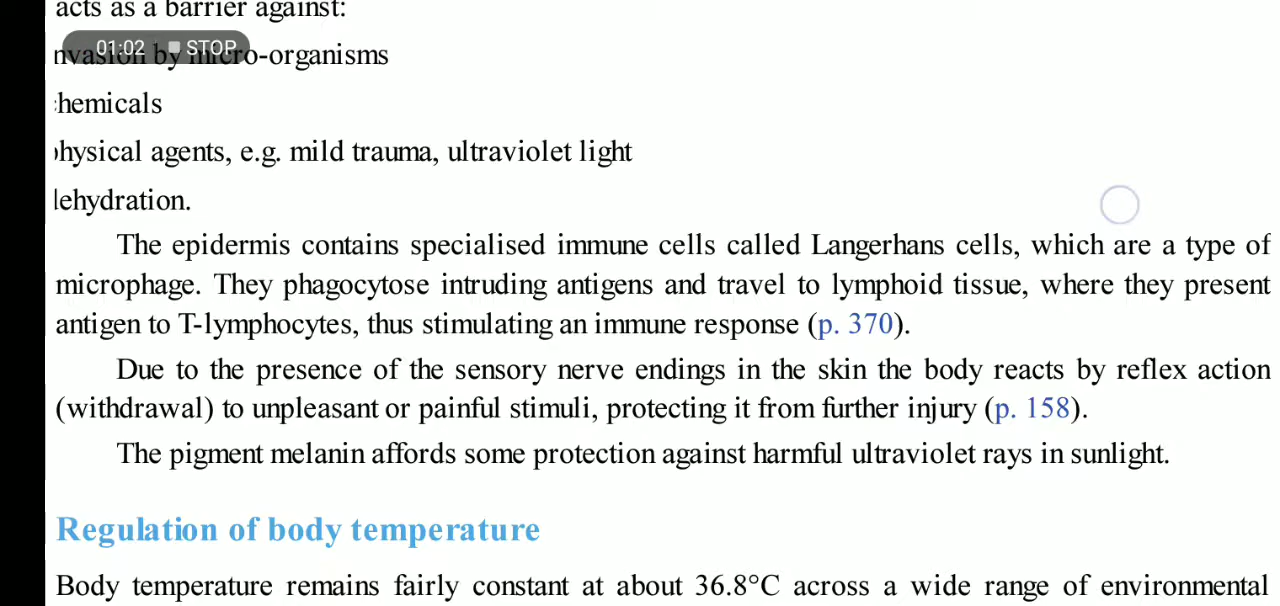 acts as a barrier against:
01:02 STOP
nvasion by micro-organisms
hemicals
hysical agents, e.g. mild trauma, ultraviolet light
lehydration.
The epidermis contains specialised immune cells called Langerhans cells, which are a type of
microphage. They phagocytose intruding antigens and travel to lymphoid tissue, where they present
antigen to T-lymphocytes, thus stimulating an immune response (p. 370).
Due to the presence of the sensory nerve endings in the skin the body reacts by reflex action
(withdrawal) to unpleasant or painful stimuli, protecting it from further injury (p. 158).
The pigment melanin affords some protection against harmful ultraviolet rays in sunlight.
Regulation of body temperature
Body temperature remains fairly constant at about 36.8°C across a wide range of environmental